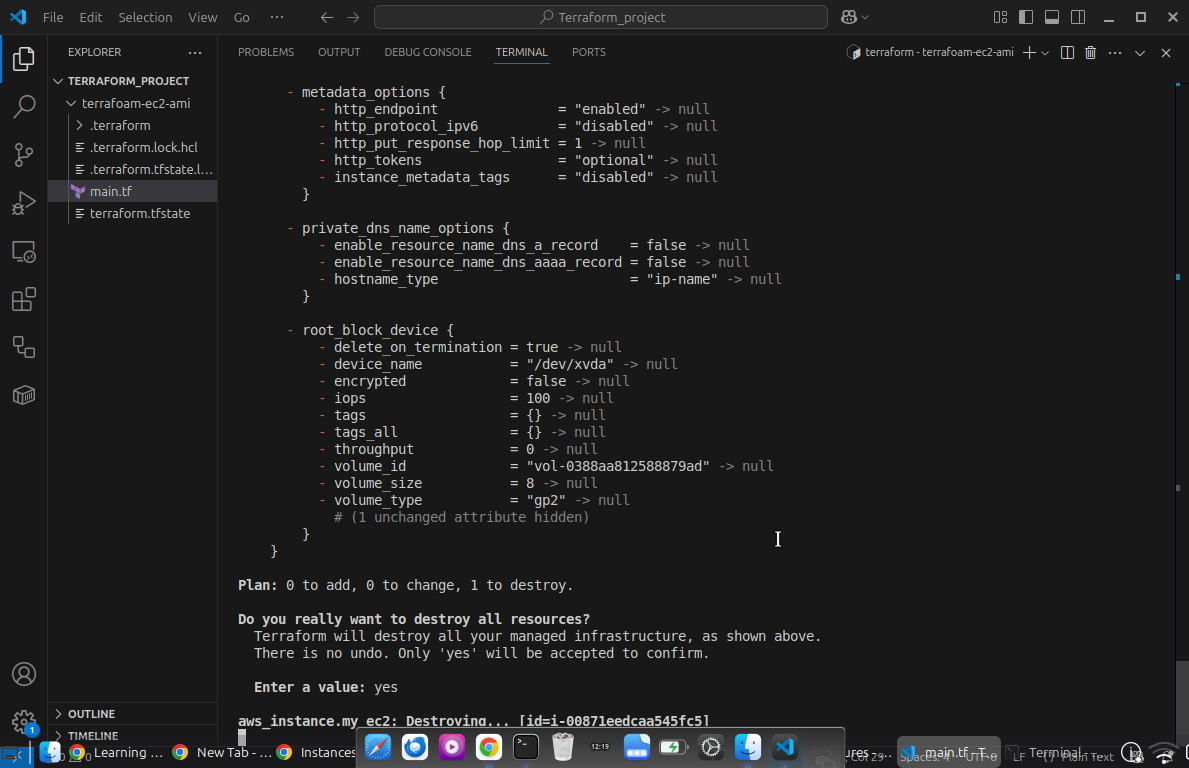 File Edit Selection View Go ··· Terraform_project
EXPLORER ···
TERRAFORM_PROJECT
terrafoam-ec2-ami
.terraform
.terraform.lock.hcl
.terraform.tfstate.l...
main.tf
terraform.tfstate
OUTLINE
TIMELINE
PROBLEMS OUTPUT DEBUG CONSOLE TERMINAL PORTS terraform - terrafoam-ec2-ami
- metadata_options {
- http_endpoint = "enabled" -> null
- http_protocol_ipv6 = "disabled" -> null
- http_put_response_hop_limit = 1 -> null
- http_tokens = "optional" -> null
- instance_metadata_tags = "disabled" -> null
}
- private_dns_name_options {
- enable_resource_name_dns_a_record = false -> null
- enable_resource_name_dns_aaaa_record = false -> null
- hostname_type = "ip-name" -> null
}
- root_block_device {
- delete_on_termination = true -> null
- device_name = "/dev/xvda" -> null
- encrypted = false -> null
- iops = 100 -> null
- tags = {} -> null
- tags_all = {} -> null
- throughput = 0 -> null
- volume_id = "vol-0388aa812588879ad" -> null
- volume_size = 8 -> null
- volume_type = "gp2" -> null
# (1 unchanged attribute hidden)
}
}
Plan: 0 to add, 0 to change, 1 to destroy.
Do you really want to destroy all resources?
Terraform will destroy all your managed infrastructure, as shown above.
There is no undo. Only 'yes' will be accepted to confirm.
Enter a value: yes
aws_instance.my_ec2: Destroying... [id=i-00871eedcaa545fc5]
1
Learning ... New Tab - ... Instances 12:19 ures -... main.tf - T... Terminal
Col 29 Spaces: 4 UTF-8 LF {} Plain Text